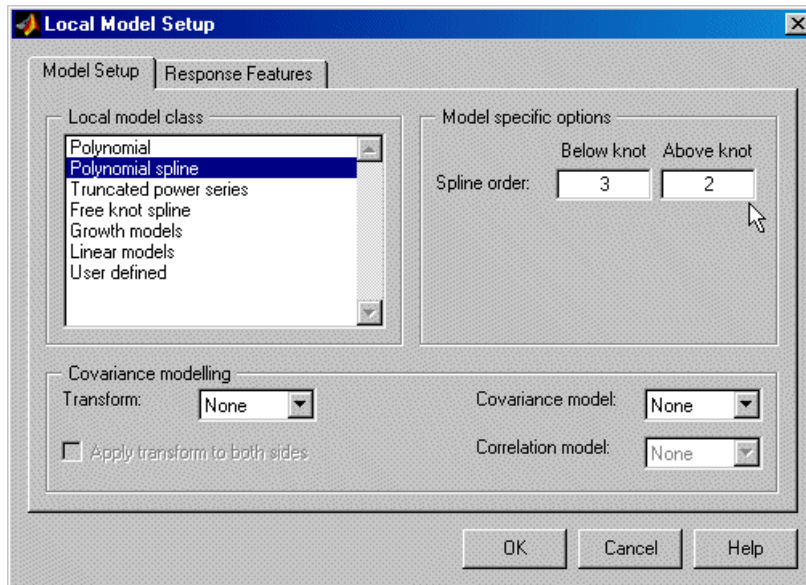 Local Model Setup
Model Setup
Response Features
Local model class
Polynomial
Polynomial spline
Truncated power series
Free knot spline
Growth models
Linear models
User defined
Model specific options
Below knot Above knot
Spline order: 3 2
Covariance modelling
Transform: None
Apply transform to both sides
Covariance model: None
Correlation model: None
OK
Cancel
Help